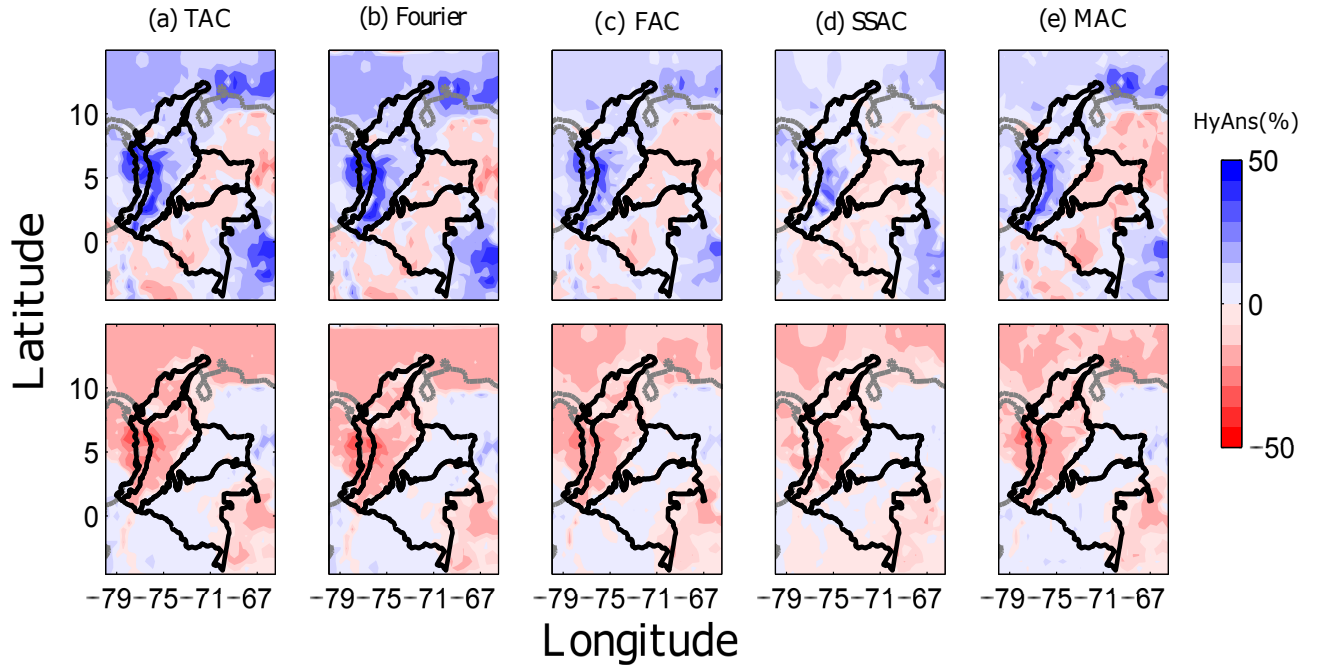 (a) TAC
(b) Fourier
(c) FAC
(d) SSAC
(e) MAC
Latitude
10
5
0
10
5
0
HyAns(%)
50
0
−50
−79 −75 −71 −67
−79 −75 −71 −67
−79 −75 −71 −67
−79 −75 −71 −67
−79 −75 −71 −67
Longitude